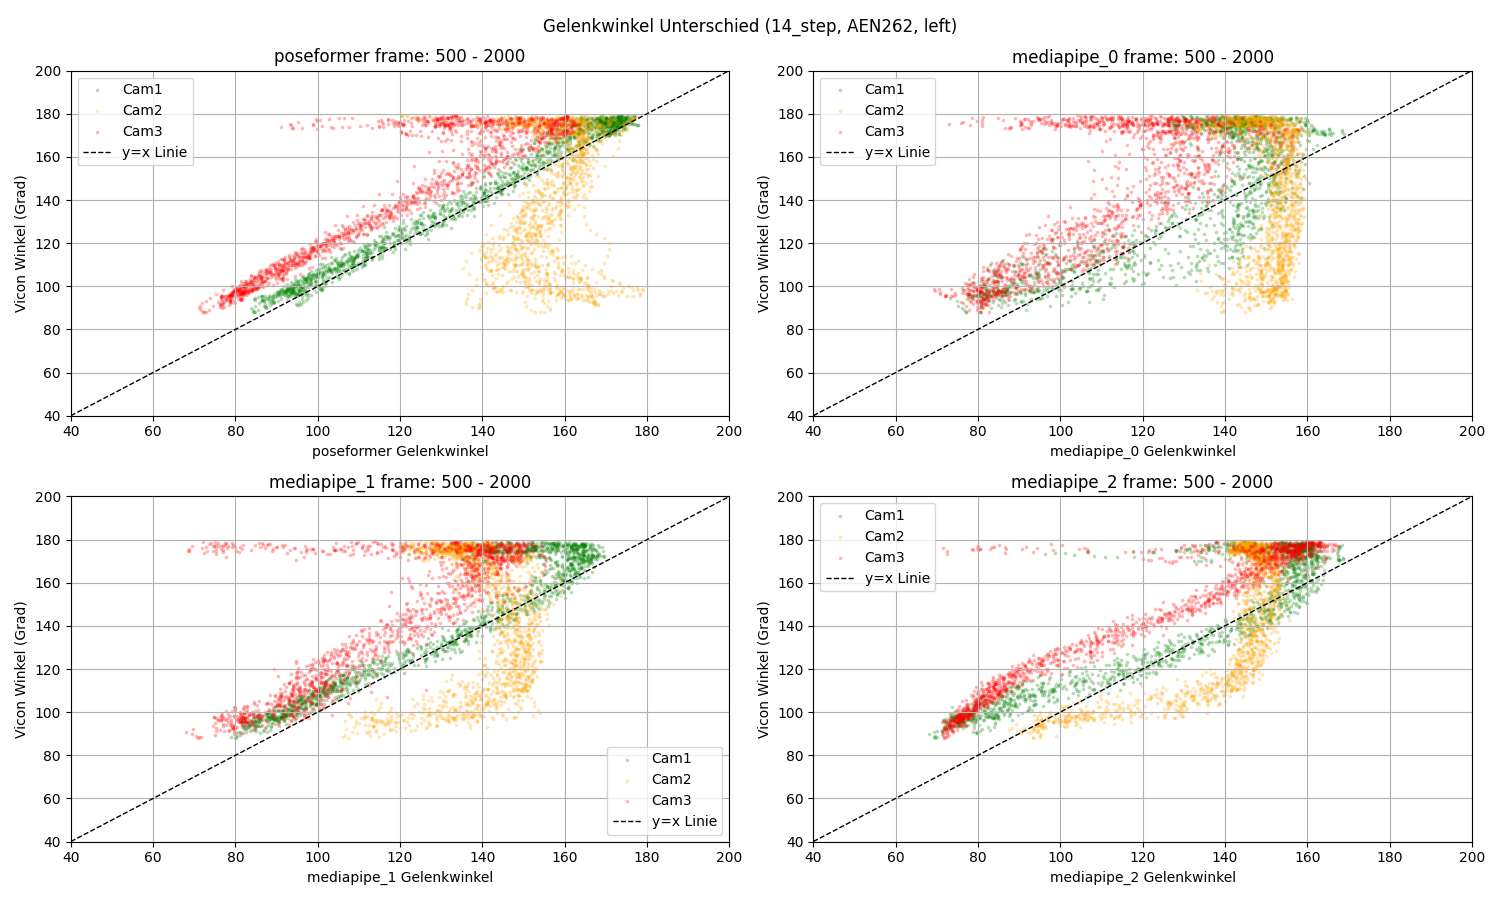 Gelenkwinkel Unterschied (14_step, AEN262, left)
poseformer frame: 500 - 2000
200
180
160
140
120
100
80
60
40
Vicon Winkel (Grad)
Cam1
Cam2
Cam3
y=x Linie
40 60 80 100 120 140 160 180 200
poseformer Gelenkwinkel
mediapipe_0 frame: 500 - 2000
200
180
160
140
120
100
80
60
40
Vicon Winkel (Grad)
Cam1
Cam2
Cam3
y=x Linie
40 60 80 100 120 140 160 180 200
mediapipe_0 Gelenkwinkel
mediapipe_1 frame: 500 - 2000
200
180
160
140
120
100
80
60
40
Vicon Winkel (Grad)
Cam1
Cam2
Cam3
y=x Linie
40 60 80 100 120 140 160 180 200
mediapipe_1 Gelenkwinkel
mediapipe_2 frame: 500 - 2000
200
180
160
140
120
100
80
60
40
Vicon Winkel (Grad)
Cam1
Cam2
Cam3
y=x Linie
40 60 80 100 120 140 160 180 200
mediapipe_2 Gelenkwinkel